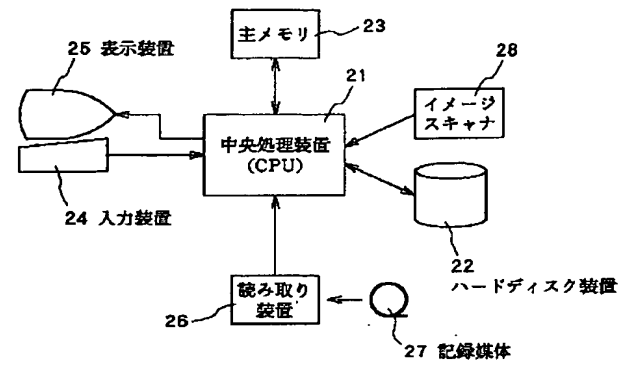 主メモリ
23
25 表示装置
28
21
イメージ
スキャナ
中央処理装置
(CPU)
24 入力装置
22
ハードディスク装置
読み取り
装置
26
27 記録媒体